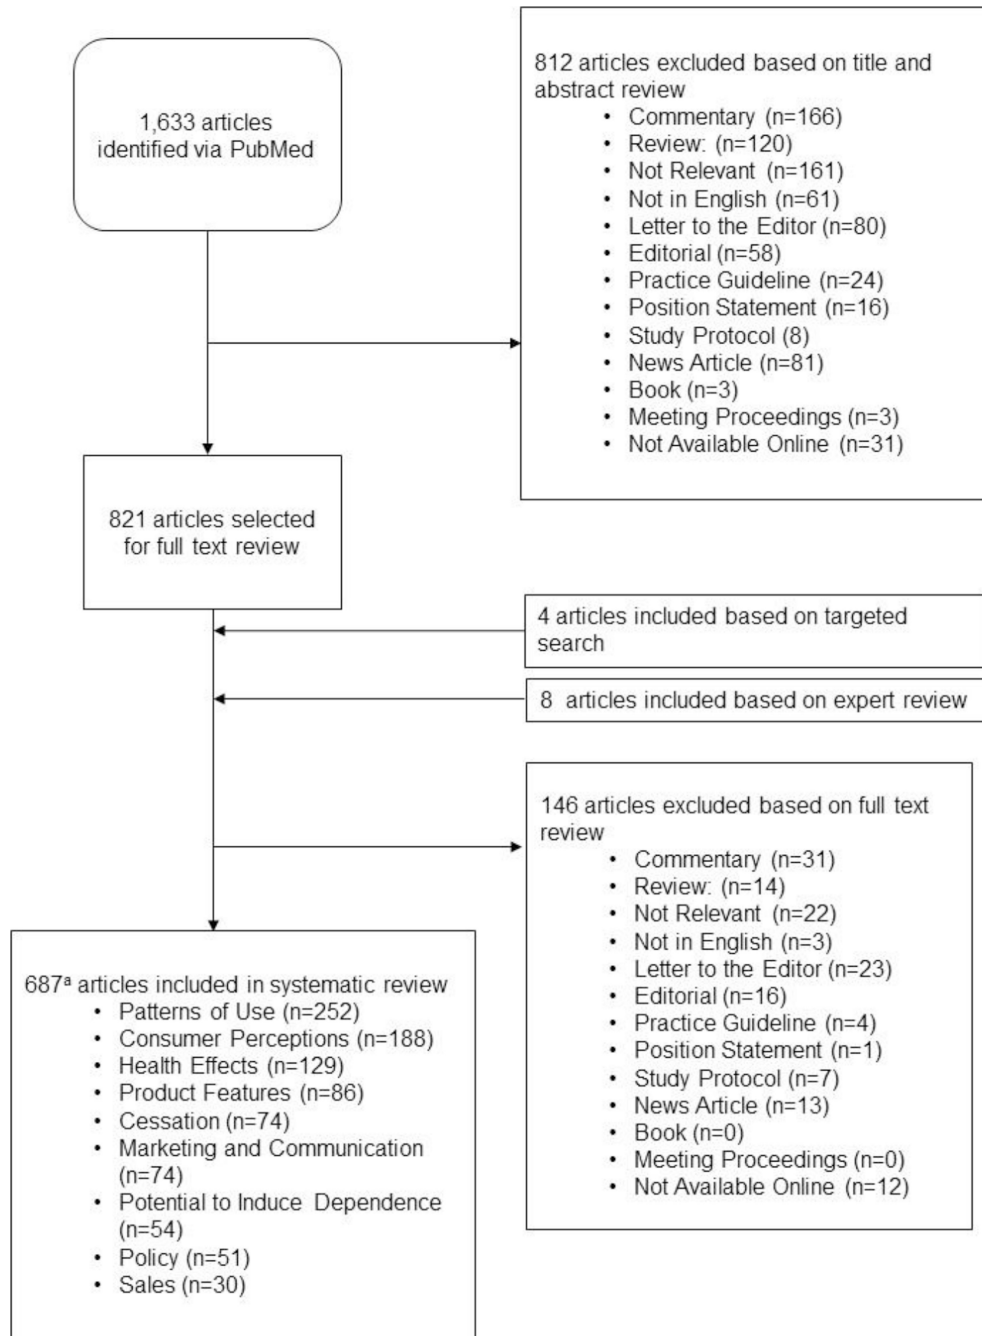 1,633 articles
identified via PubMed
812 articles excluded based on title and
abstract review
• Commentary (n=166)
• Review: (n=120)
• Not Relevant (n=161)
• Not in English (n=61)
• Letter to the Editor (n=80)
• Editorial (n=58)
• Practice Guideline (n=24)
• Position Statement (n=16)
• Study Protocol (8)
• News Article (n=81)
• Book (n=3)
• Meeting Proceedings (n=3)
• Not Available Online (n=31)
821 articles selected
for full text review
4 articles included based on targeted
search
8 articles included based on expert review
146 articles excluded based on full text
review
• Commentary (n=31)
• Review: (n=14)
• Not Relevant (n=22)
• Not in English (n=3)
• Letter to the Editor (n=23)
• Editorial (n=16)
• Practice Guideline (n=4)
• Position Statement (n=1)
• Study Protocol (n=7)
• News Article (n=13)
• Book (n=0)
• Meeting Proceedings (n=0)
• Not Available Online (n=12)
687ª articles included in systematic review
• Patterns of Use (n=252)
• Consumer Perceptions (n=188)
• Health Effects (n=129)
• Product Features (n=86)
• Cessation (n=74)
• Marketing and Communication
(n=74)
• Potential to Induce Dependence
(n=54)
• Policy (n=51)
• Sales (n=30)